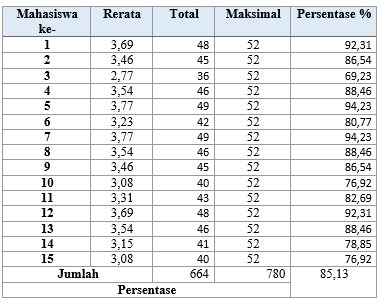 Mahasiswa ke- Rerata Total Maksimal Persentase %
1 3,69 48 52 92,31
2 3,46 45 52 86,54
3 2,77 36 52 69,23
4 3,54 46 52 88,46
5 3,77 49 52 94,23
6 3,23 42 52 80,77
7 3,77 49 52 94,23
8 3,54 46 52 88,46
9 3,46 45 52 86,54
10 3,08 40 52 76,92
11 3,31 43 52 82,69
12 3,69 48 52 92,31
13 3,54 46 52 88,46
14 3,15 41 52 78,85
15 3,08 40 52 76,92
Jumlah 664 780 85,13
Persentase